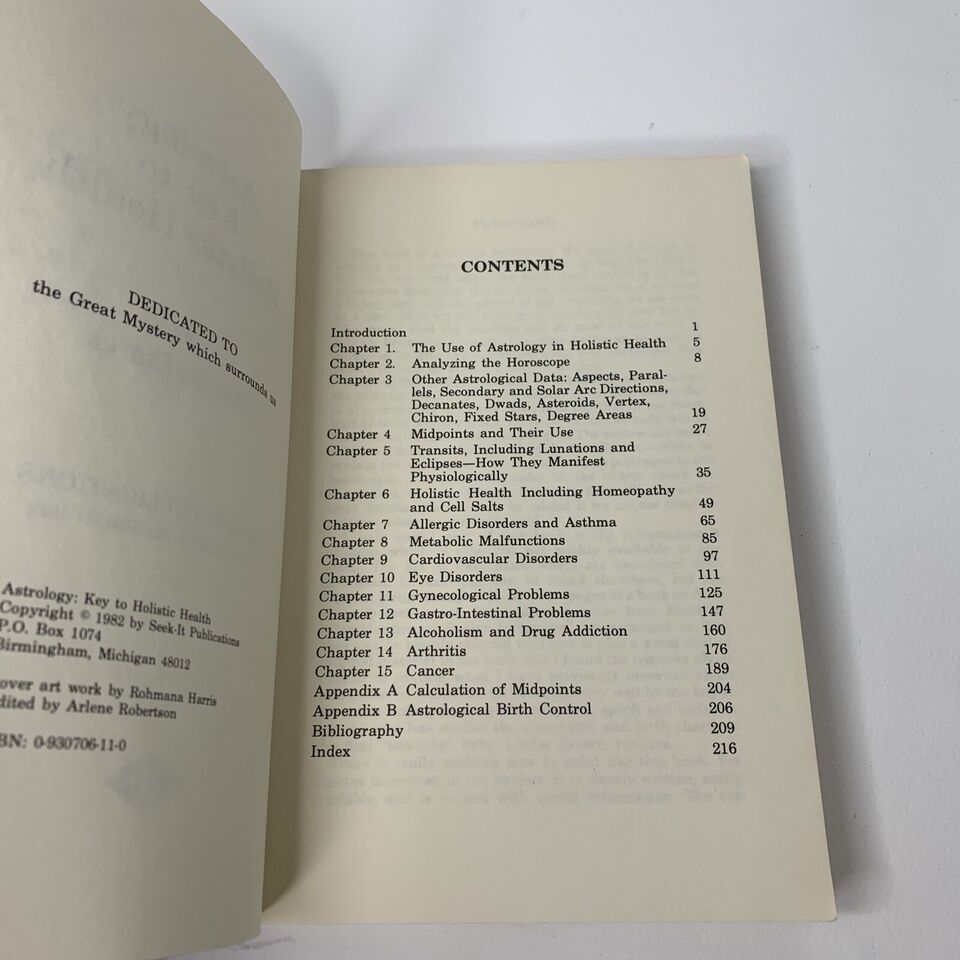 DEDICATED TO
the Great Mystery which surrounds us
Astrology: Key to Holistic Health
Copyright © 1982 by Seek-It Publications
P.O. Box 1074
Birmingham, Michigan 48012
over art work by Rohmana Harris
dited by Arlene Robertson
BN: 0-930706-11-0
CONTENTS
Introduction 1
Chapter 1. The Use of Astrology in Holistic Health 5
Chapter 2. Analyzing the Horoscope 8
Chapter 3 Other Astrological Data: Aspects, Paral-
lels, Secondary and Solar Arc Directions,
Decanates, Dwads, Asteroids, Vertex,
Chiron, Fixed Stars, Degree Areas 19
Chapter 4 Midpoints and Their Use 27
Chapter 5 Transits, Including Lunations and
Eclipses—How They Manifest
Physiologically 35
Chapter 6 Holistic Health Including Homeopathy
and Cell Salts 49
Chapter 7 Allergic Disorders and Asthma 65
Chapter 8 Metabolic Malfunctions 85
Chapter 9 Cardiovascular Disorders 97
Chapter 10 Eye Disorders 111
Chapter 11 Gynecological Problems 125
Chapter 12 Gastro-Intestinal Problems 147
Chapter 13 Alcoholism and Drug Addiction 160
Chapter 14 Arthritis 176
Chapter 15 Cancer 189
Appendix A Calculation of Midpoints 204
Appendix B Astrological Birth Control 206
Bibliography 209
Index 216